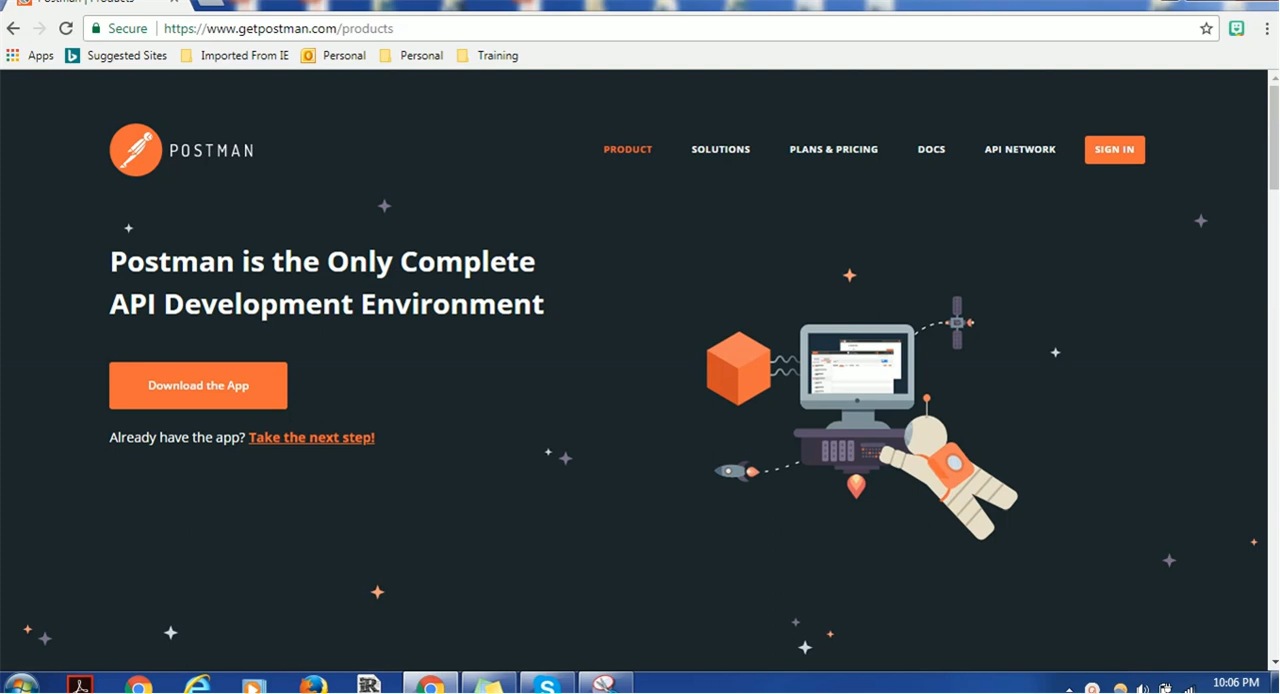 Postman | Products
Secure https://www.getpostman.com/products
Apps Suggested Sites Imported From IE Personal Personal Training
POSTMAN PRODUCT SOLUTIONS PLANS & PRICING DOCS API NETWORK SIGN IN
Postman is the Only Complete
API Development Environment
Download the App
Already have the app? Take the next step!
10:06 PM